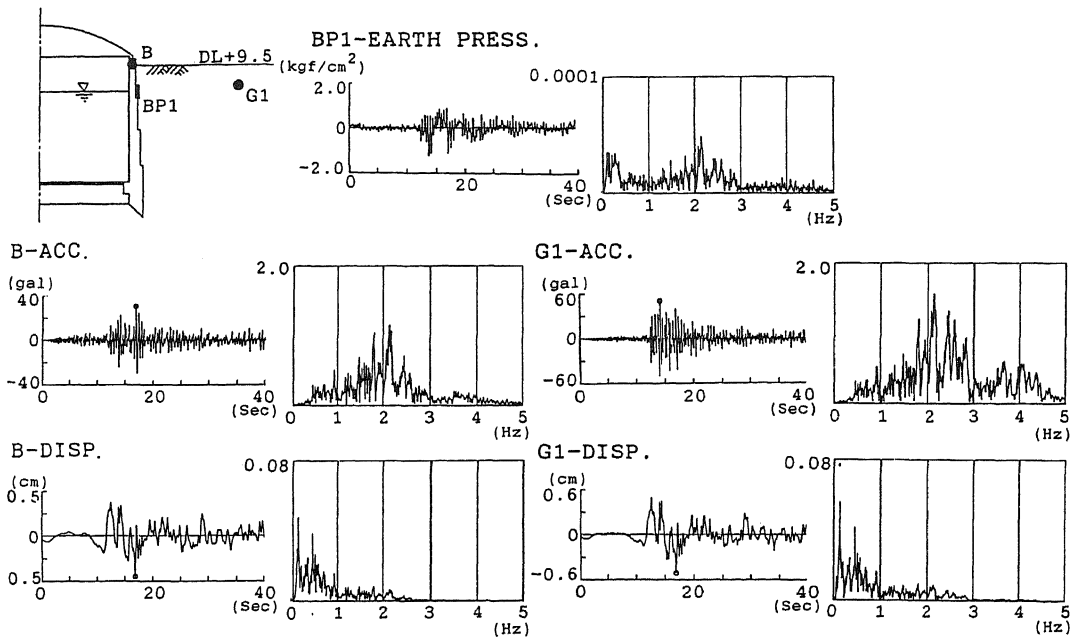 B
DL+9.5
BP1
G1
BP1-EARTH PRESS.
(kgf/cm²)
2.0
0
-2.0
0 20 40
(Sec)
0.0001
0 1 2 3 4 5
(Hz)
B-ACC.
(gal)
40
0
-40
0 20 40
(Sec)
2.0
0 1 2 3 4 5
(Hz)
G1-ACC.
(gal)
60
0
-60
0 20 40
(Sec)
2.0
0 1 2 3 4 5
(Hz)
B-DISP.
(cm)
0.5
0
0.5
0 20 40
(Sec)
0.08
0 1 2 3 4 5
(Hz)
G1-DISP.
(cm)
0.6
0
-0.6
0 20 40
(Sec)
0.08
0 1 2 3 4 5
(Hz)